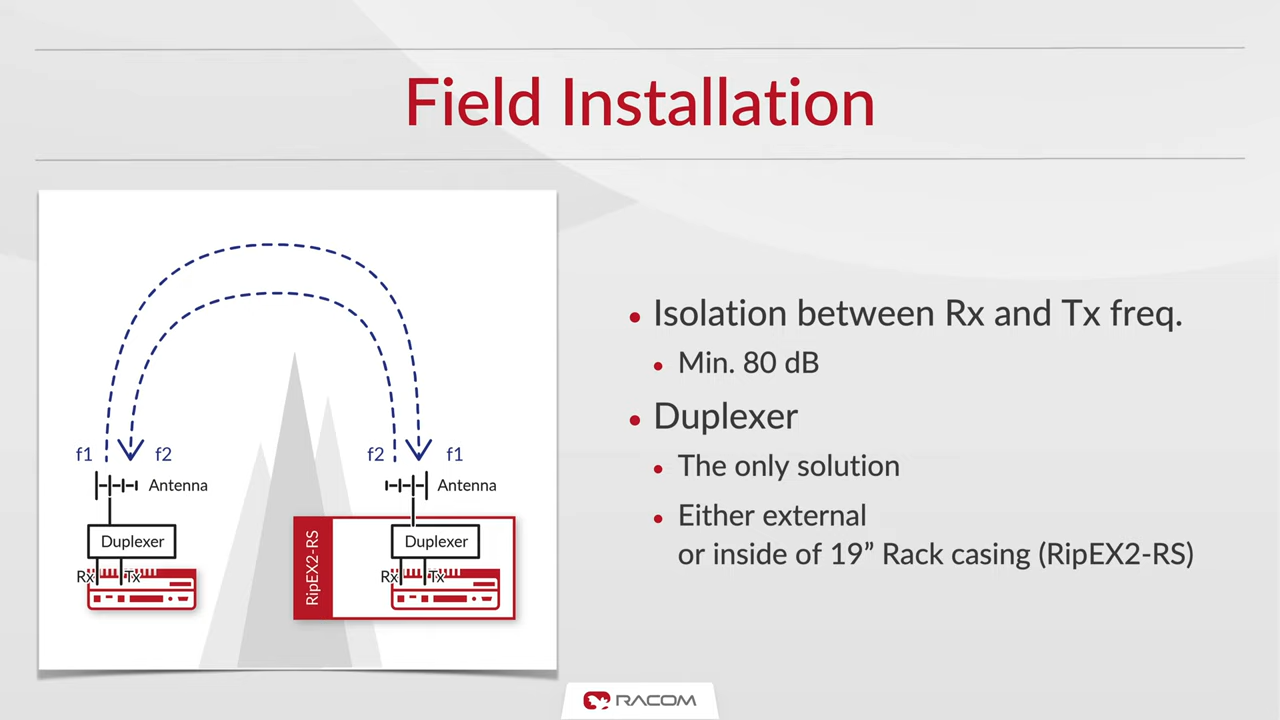 Field Installation
f1
f2
f2
f1
Antenna
Antenna
Duplexer
RipEX2-RS
Duplexer
Rx
Tx
Rx
Tx
• Isolation between Rx and Tx freq.
• Min. 80 dB
• Duplexer
• The only solution
• Either external
or inside of 19” Rack casing (RipEX2-RS)
RACOM